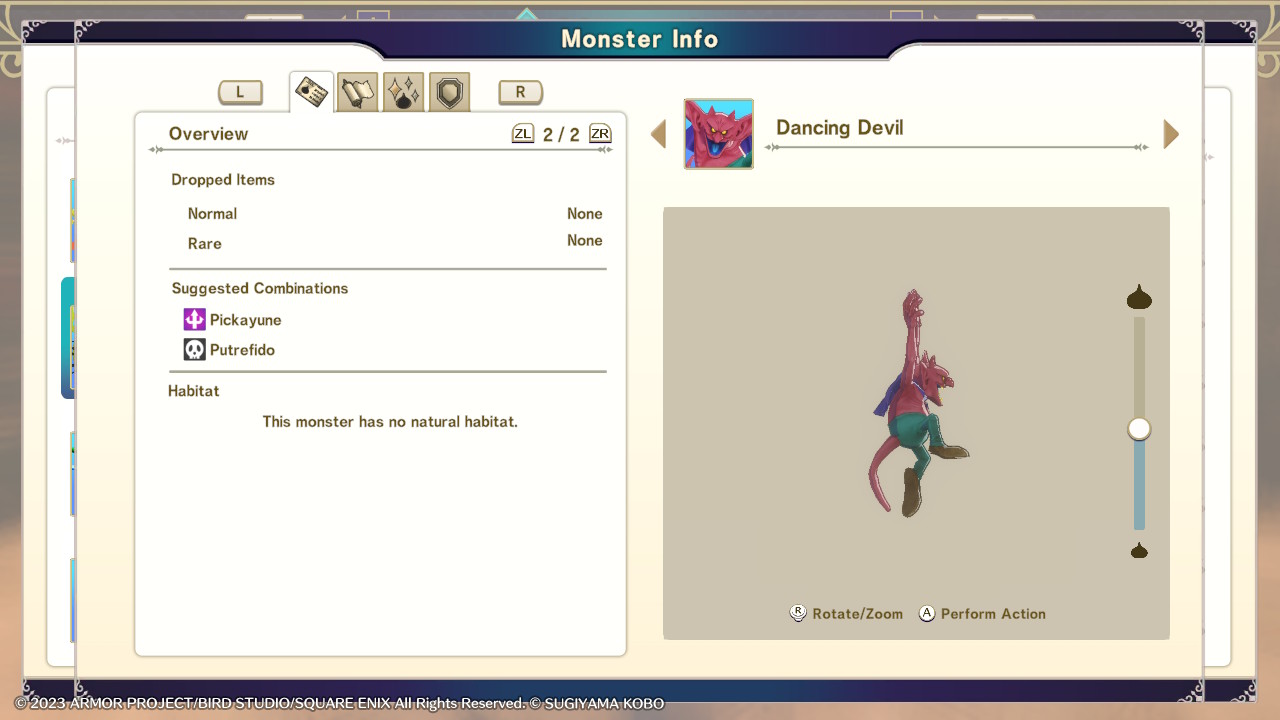 Monster Info
L
R
Overview
ZL 2 / 2 ZR
Dropped Items
Normal None
Rare None
Suggested Combinations
Pickayune
Putrefido
Habitat
This monster has no natural habitat.
Dancing Devil
R Rotate/Zoom A Perform Action
© 2023 ARMOR PROJECT/BIRD STUDIO/SQUARE ENIX All Rights Reserved. © SUGIYAMA KOBO